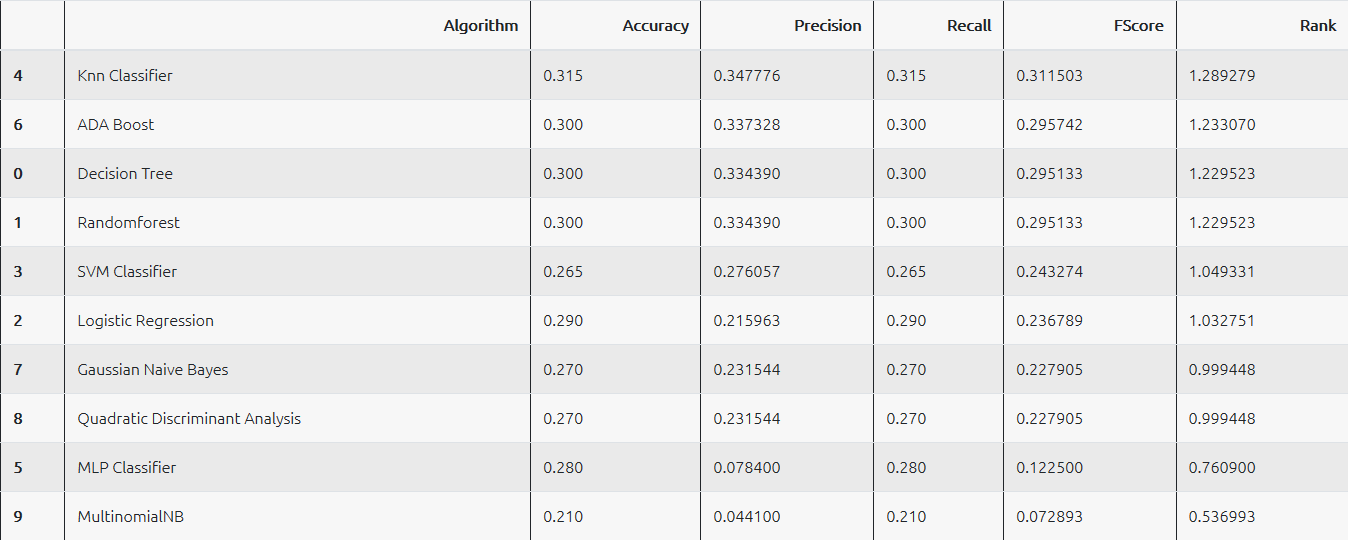 Algorithm Accuracy Precision Recall FScore Rank
4 Knn Classifier 0.315 0.347776 0.315 0.311503 1.289279
6 ADA Boost 0.300 0.337328 0.300 0.295742 1.233070
0 Decision Tree 0.300 0.334390 0.300 0.295133 1.229523
1 Randomforest 0.300 0.334390 0.300 0.295133 1.229523
3 SVM Classifier 0.265 0.276057 0.265 0.243274 1.049331
2 Logistic Regression 0.290 0.215963 0.290 0.236789 1.032751
7 Gaussian Naive Bayes 0.270 0.231544 0.270 0.227905 0.999448
8 Quadratic Discriminant Analysis 0.270 0.231544 0.270 0.227905 0.999448
5 MLP Classifier 0.280 0.078400 0.280 0.122500 0.760900
9 MultinomialNB 0.210 0.044100 0.210 0.072893 0.536993